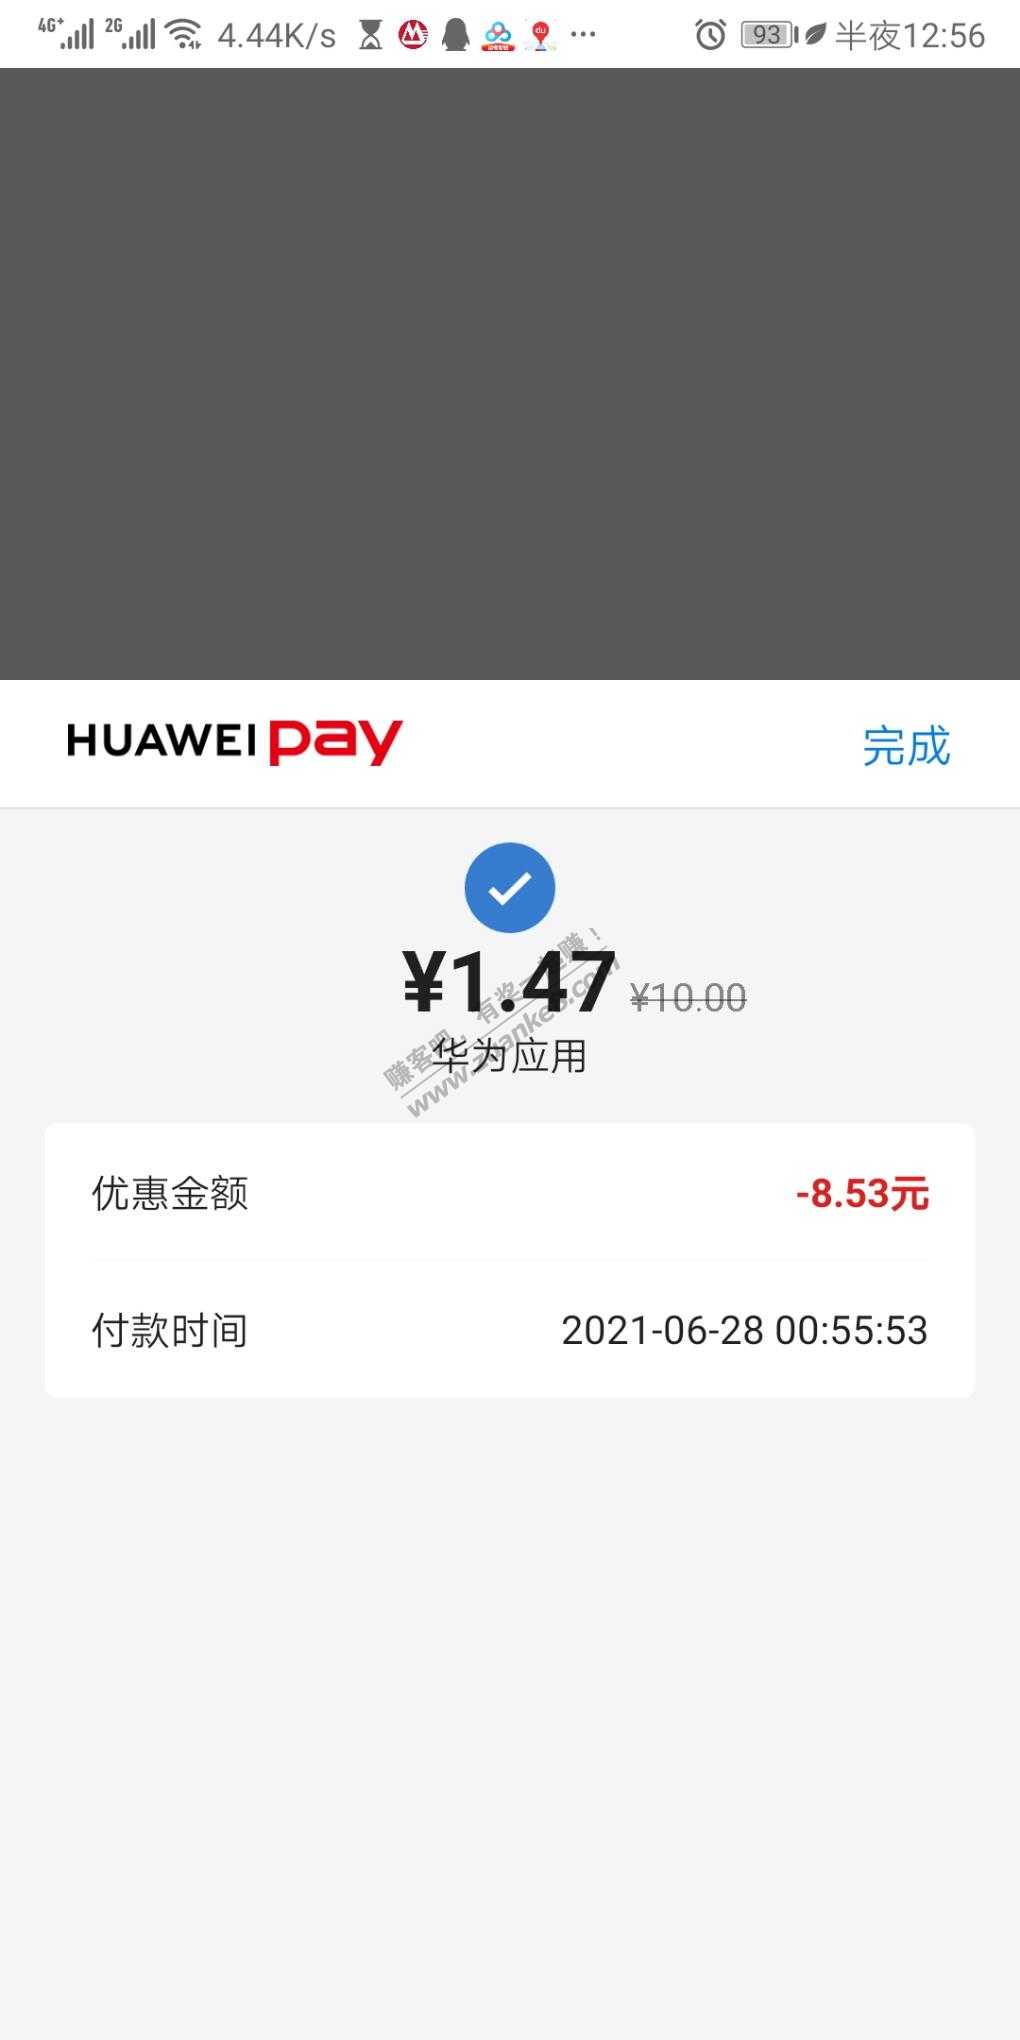 4G+ 2G 4.44K/s ··· 93 半夜12:56
HUAWEI pay 完成
¥1.47 ¥10.00
华为应用
赚客吧，有奖一起赚！
www.zuanke8.com
优惠金额 -8.53元
付款时间 2021-06-28 00:55:53